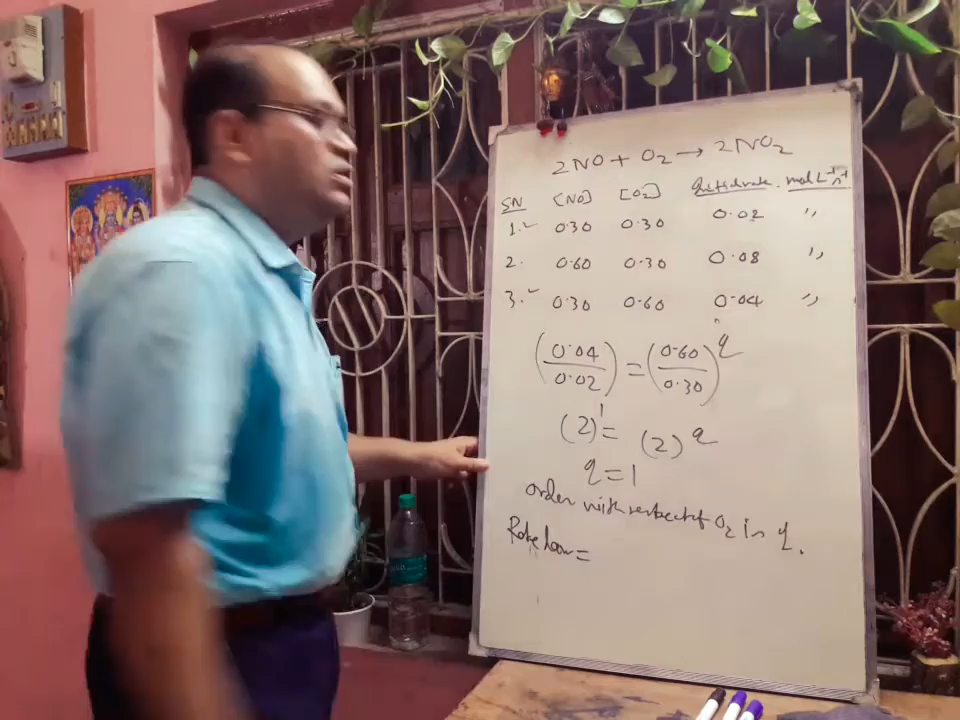 2NO + O₂ → 2NO₂
SN [NO] [O₂] Initial rate mol L⁻¹ s⁻¹
1. ✓ 0.30 0.30 0.02 "
2. 0.60 0.30 0.08 "
3. ✓ 0.30 0.60 0.04 "
(0.04/0.02) = (0.60/0.30)^q
(2)¹ = (2)^q
q = 1
order with respect of O₂ is 1.
Rate law =